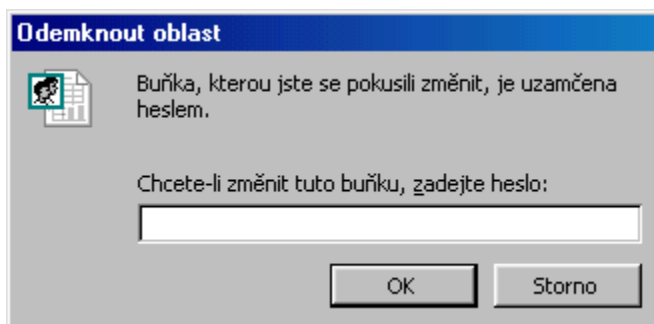 Odemknout oblast
Buňka, kterou jste se pokusili změnit, je uzamčena
heslem.
Chcete-li změnit tuto buňku, zadejte heslo:
OK
Storno